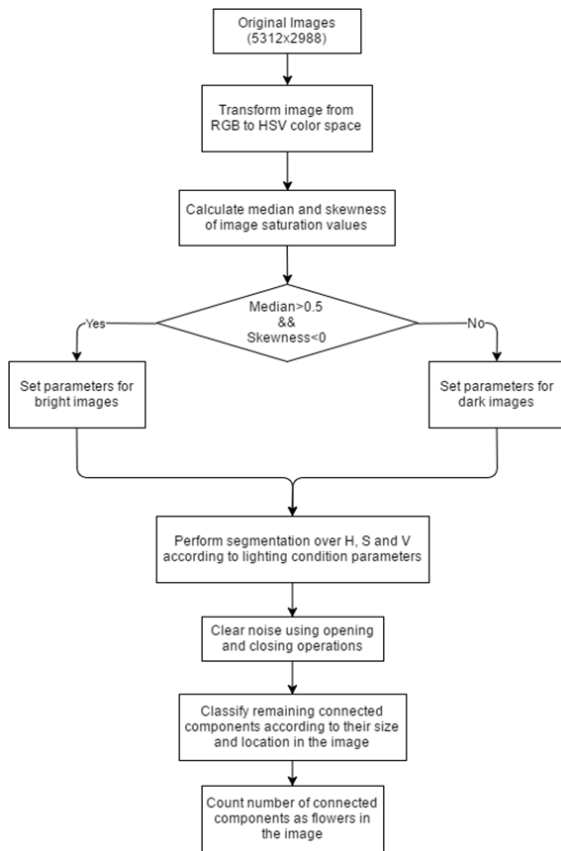 Original Images
(5312x2988)
Transform image from
RGB to HSV color space
Calculate median and skewness
of image saturation values
Median>0.5
&&
Skewness<0
Yes
No
Set parameters for
bright images
Set parameters for
dark images
Perform segmentation over H, S and V
according to lighting condition parameters
Clear noise using opening
and closing operations
Classify remaining connected
components according to their size
and location in the image
Count number of connected
components as flowers in
the image